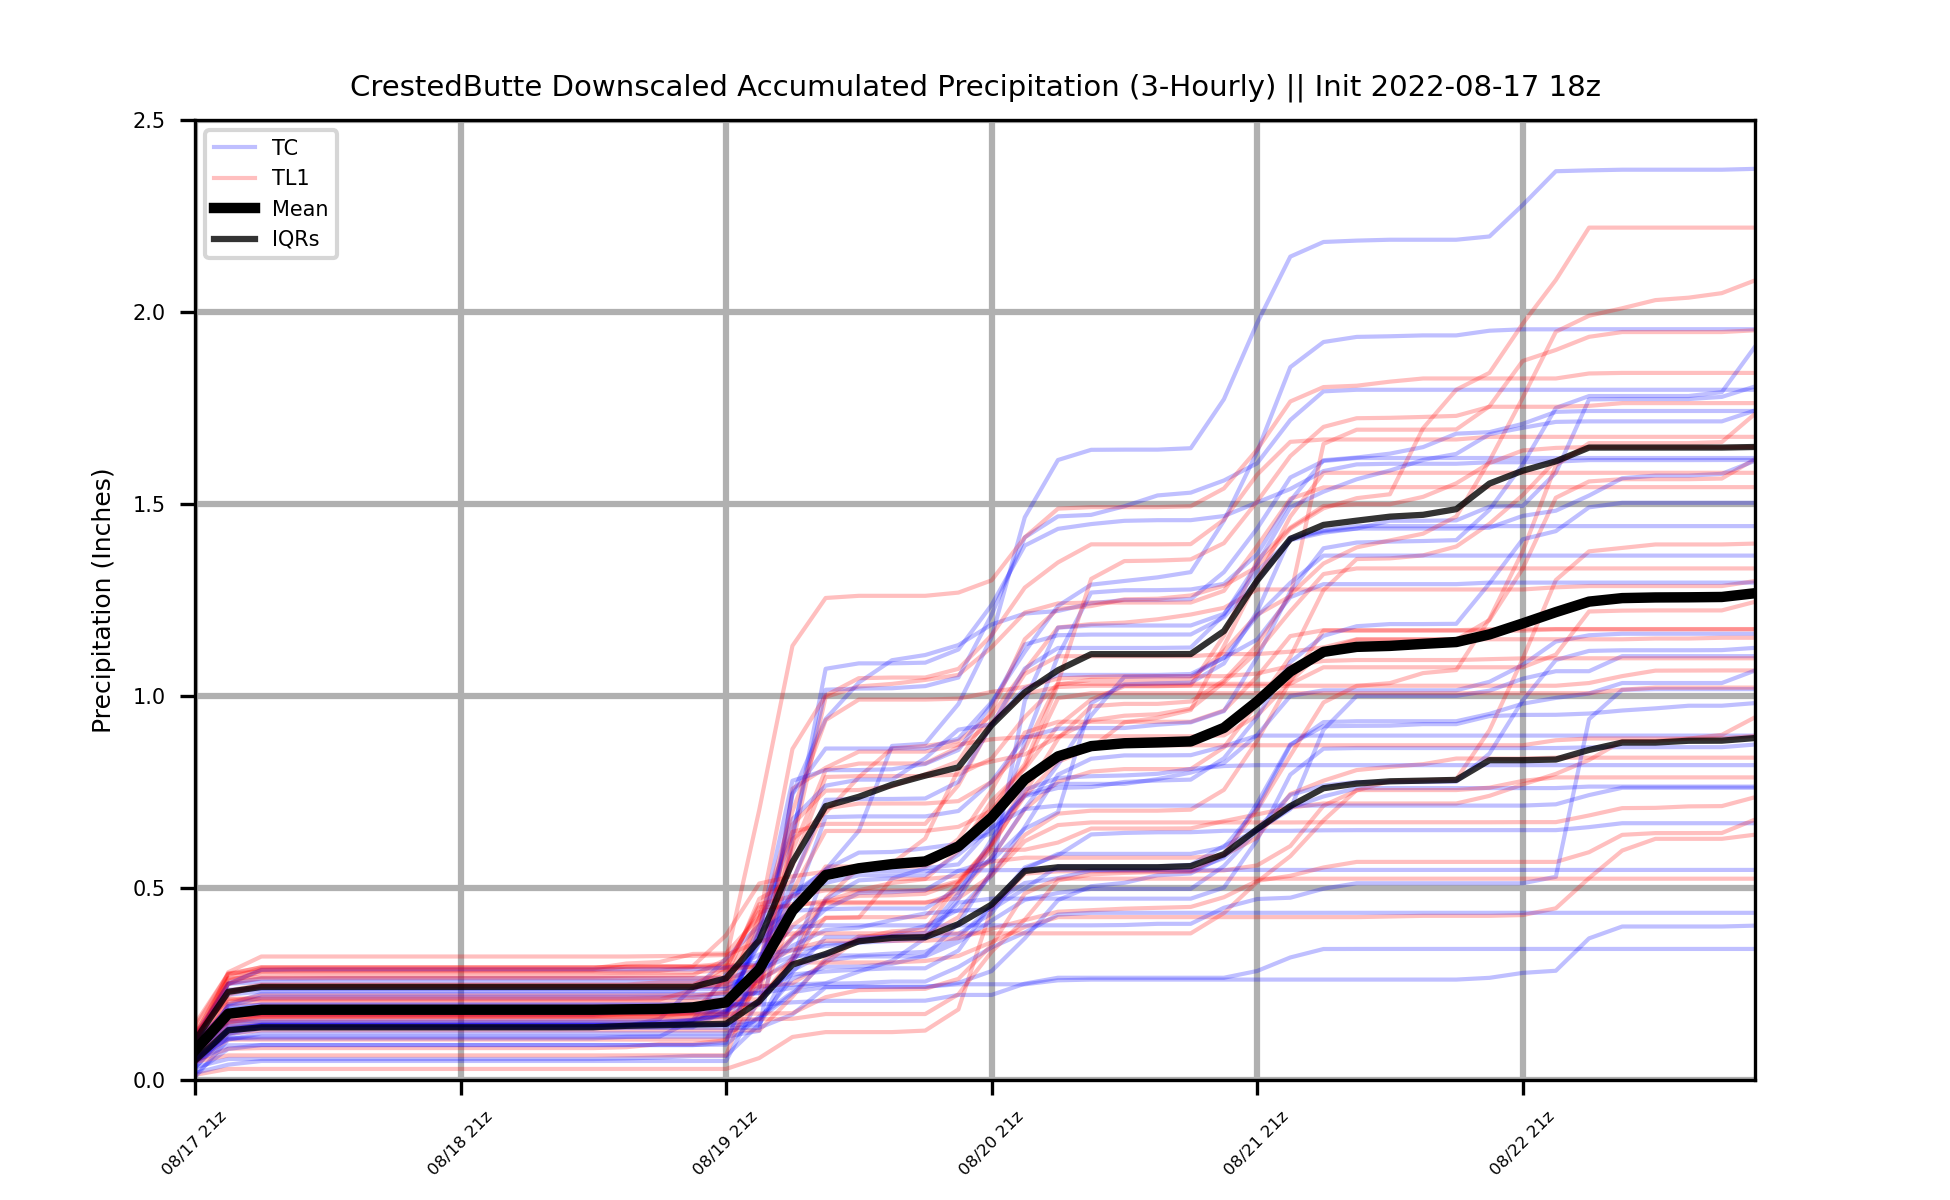 CrestedButte Downscaled Accumulated Precipitation (3-Hourly) || Init 2022-08-17 18z
TC
TL1
Mean
IQRs
Precipitation (Inches)
2.5
2.0
1.5
1.0
0.5
0.0
08/17 21z
08/18 21z
08/19 21z
08/20 21z
08/21 21z
08/22 21z